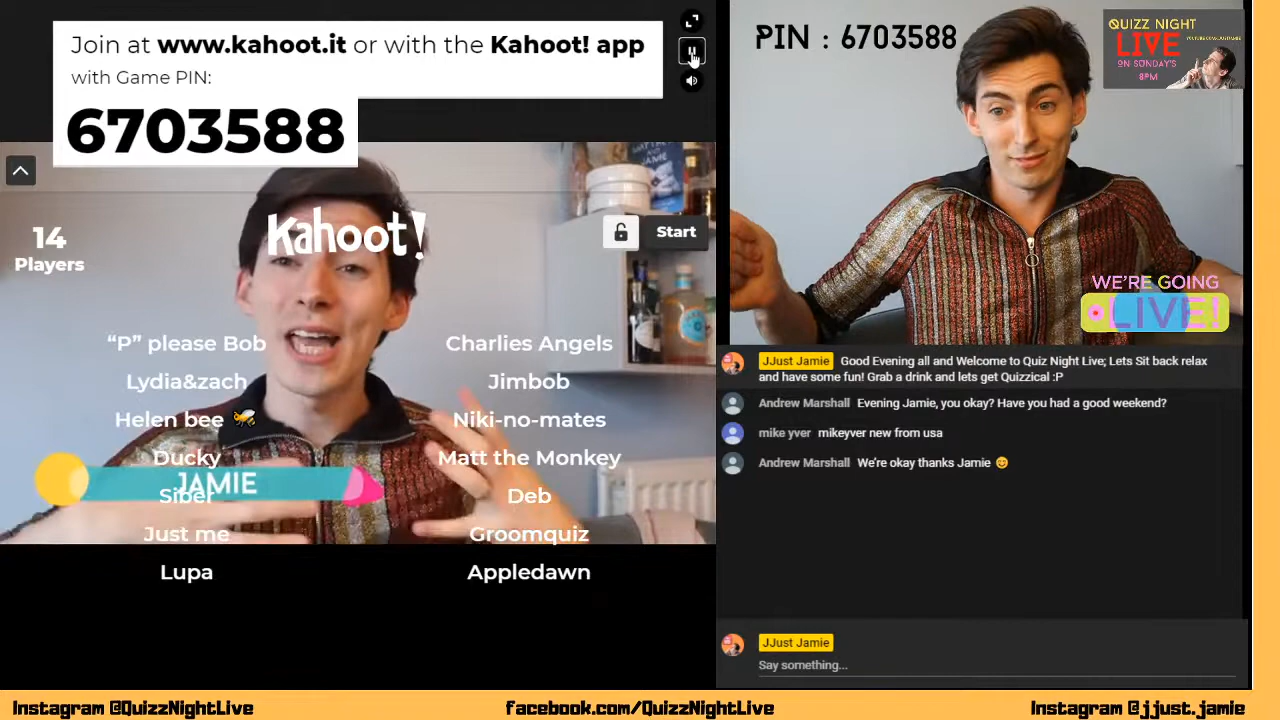 Join at www.kahoot.it or with the Kahoot! app
with Game PIN:
6703588
14
Players
Kahoot!
Start
“P” please Bob
Charlies Angels
Lydia&zach
Jimbob
Helen bee 🐝
Niki-no-mates
Ducky
Matt the Monkey
JAMIE
Siber
Deb
Just me
Groomquiz
Lupa
Appledawn
PIN : 6703588
QUIZZ NIGHT
LIVE
ON SUNDAY'S
8PM
WE'RE GOING
LIVE!
JJust Jamie Good Evening all and Welcome to Quiz Night Live; Lets Sit back relax
and have some fun! Grab a drink and lets get Quizzical :P
Andrew Marshall Evening Jamie, you okay? Have you had a good weekend?
mike yver mikeyver new from usa
Andrew Marshall We're okay thanks Jamie 😊
JJust Jamie
Say something...
Instagram @QuizzNightLive
facebook.com/QuizzNightLive
Instagram @jjust.jamie